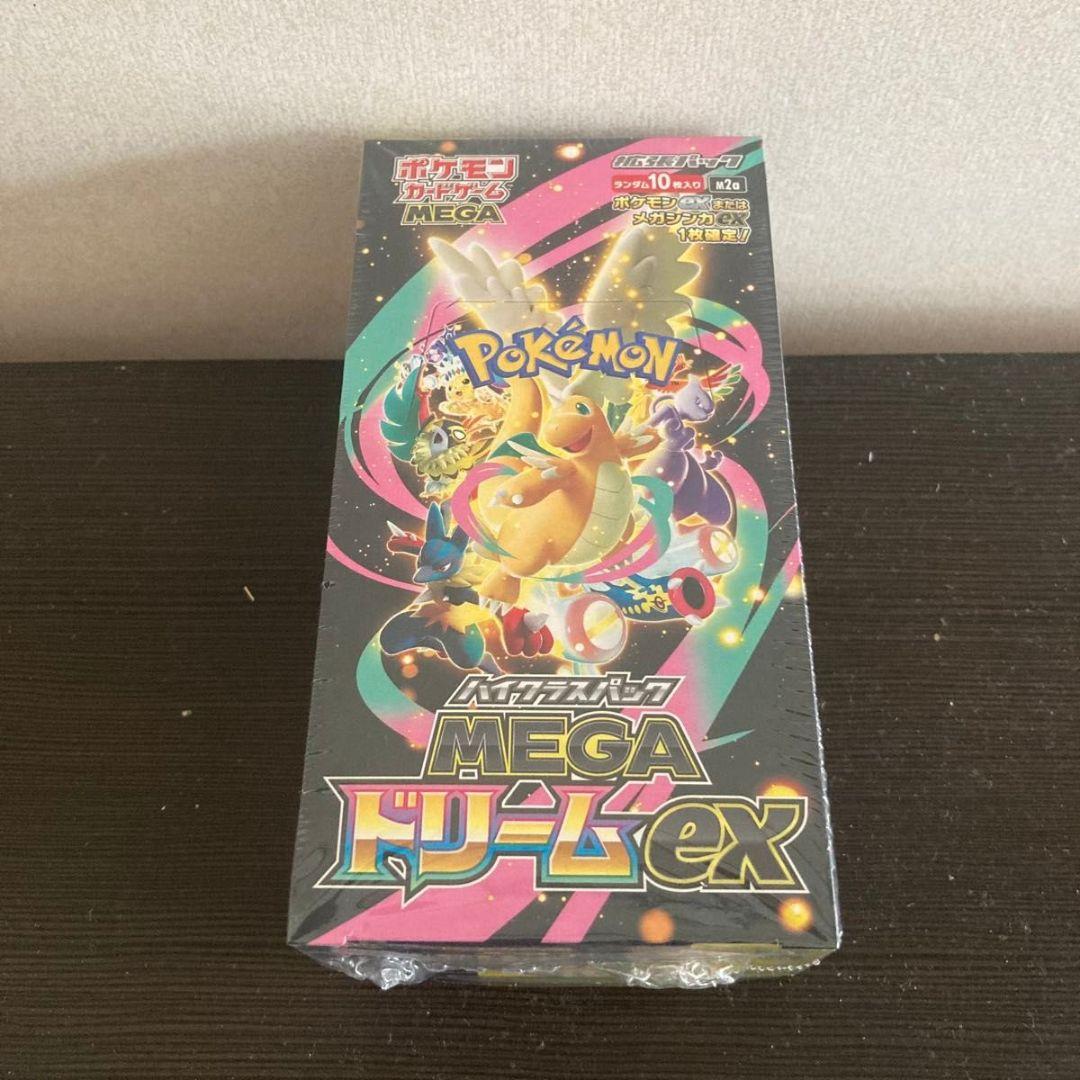 ポケモン
カードゲーム
MEGA
拡張パック
ランダム10枚入り M2a
ポケモンexまたは
メガシンカex
1枚確定!
POKéMON
ハイクラスパック
MEGA
ドリームex